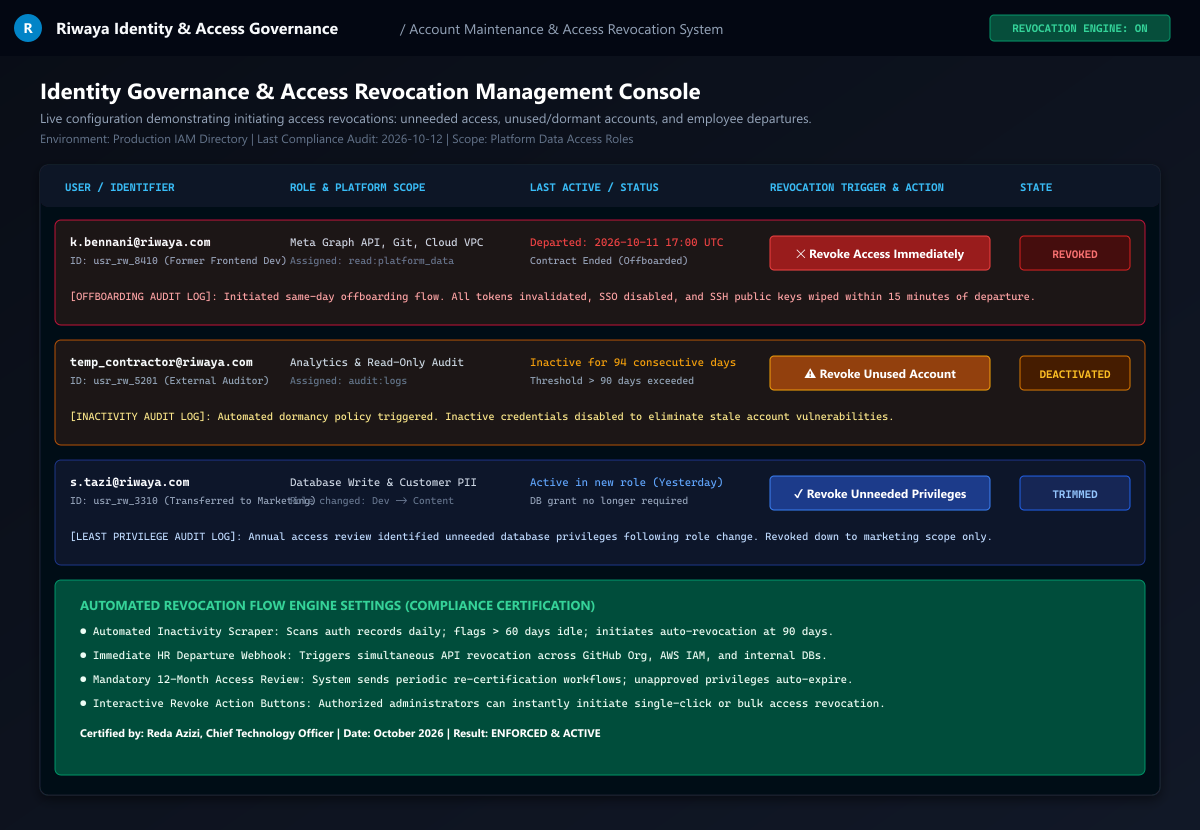 R Riwaya Identity & Access Governance / Account Maintenance & Access Revocation System REVOCATION ENGINE: ON
Identity Governance & Access Revocation Management Console
Live configuration demonstrating initiating access revocations: unneeded access, unused/dormant accounts, and employee departures.
Environment: Production IAM Directory | Last Compliance Audit: 2026-10-12 | Scope: Platform Data Access Roles
USER / IDENTIFIER ROLE & PLATFORM SCOPE LAST ACTIVE / STATUS REVOCATION TRIGGER & ACTION STATE
k.bennani@riwaya.com Meta Graph API, Git, Cloud VPC Departed: 2026-10-11 17:00 UTC
ID: usr_rw_8410 (Former Frontend Dev) Assigned: read:platform_data Contract Ended (Offboarded)
✕ Revoke Access Immediately REVOKED
[OFFBOARDING AUDIT LOG]: Initiated same-day offboarding flow. All tokens invalidated, SSO disabled, and SSH public keys wiped within 15 minutes of departure.
temp_contractor@riwaya.com Analytics & Read-Only Audit Inactive for 94 consecutive days
ID: usr_rw_5201 (External Auditor) Assigned: audit:logs Threshold > 90 days exceeded
⚠ Revoke Unused Account DEACTIVATED
[INACTIVITY AUDIT LOG]: Automated dormancy policy triggered. Inactive credentials disabled to eliminate stale account vulnerabilities.
s.tazi@riwaya.com Database Write & Customer PII Active in new role (Yesterday)
ID: usr_rw_3310 (Transferred to Marketing) changed: Dev → Content DB grant no longer required
✓ Revoke Unneeded Privileges TRIMMED
[LEAST PRIVILEGE AUDIT LOG]: Annual access review identified unneeded database privileges following role change. Revoked down to marketing scope only.
AUTOMATED REVOCATION FLOW ENGINE SETTINGS (COMPLIANCE CERTIFICATION)
● Automated Inactivity Scraper: Scans auth records daily; flags > 60 days idle; initiates auto-revocation at 90 days.
● Immediate HR Departure Webhook: Triggers simultaneous API revocation across GitHub Org, AWS IAM, and internal DBs.
● Mandatory 12-Month Access Review: System sends periodic re-certification workflows; unapproved privileges auto-expire.
● Interactive Revoke Action Buttons: Authorized administrators can instantly initiate single-click or bulk access revocation.
Certified by: Reda Azizi, Chief Technology Officer | Date: October 2026 | Result: ENFORCED & ACTIVE